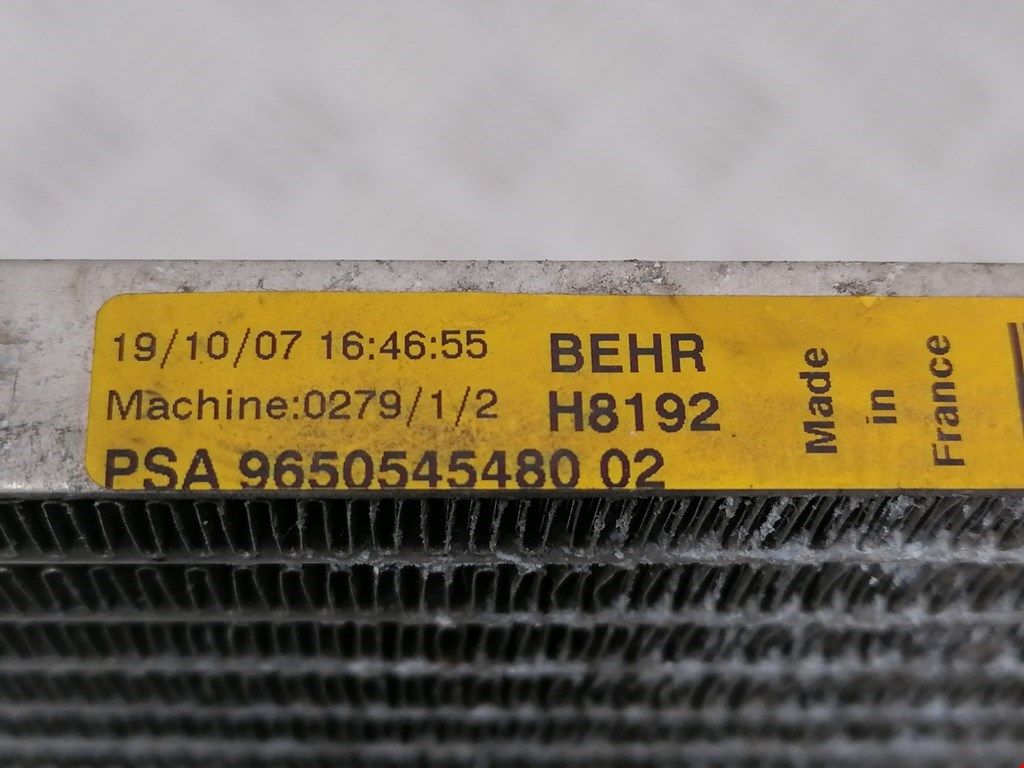 19/10/07 16:46:55
Machine:0279/1/2
PSA 9650545480 02
BEHR
H8192
Made
in
France